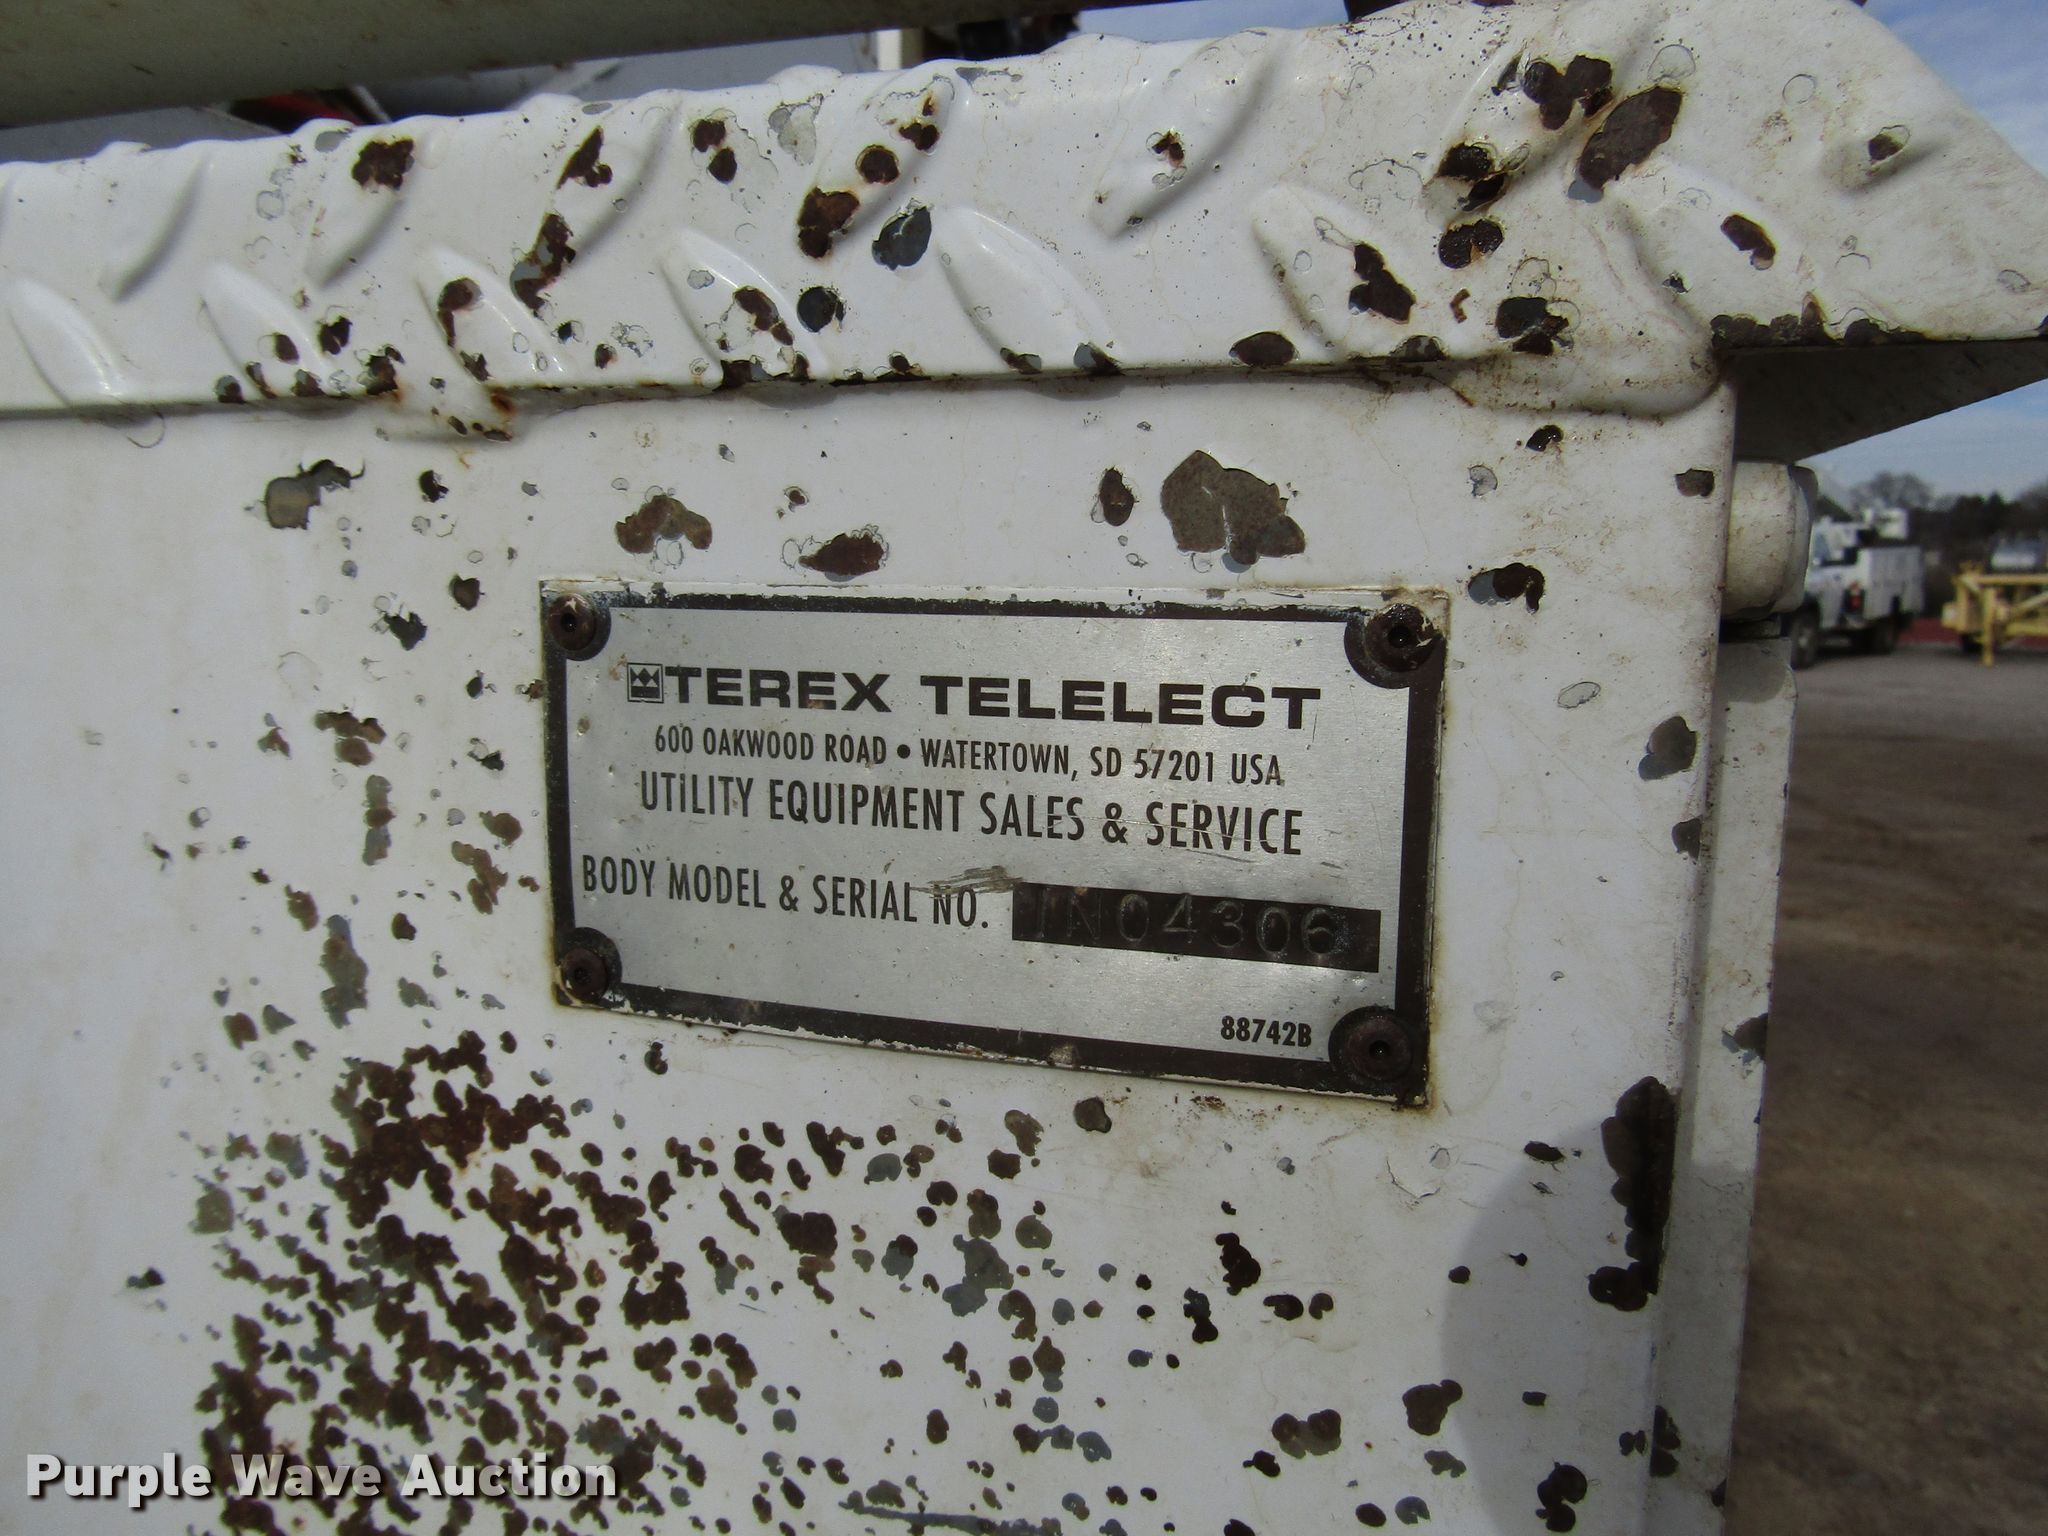 TEREX TELELECT
600 OAKWOOD ROAD • WATERTOWN, SD 57201 USA
UTILITY EQUIPMENT SALES & SERVICE
BODY MODEL & SERIAL NO. 1N04306
88742B
Purple Wave Auction